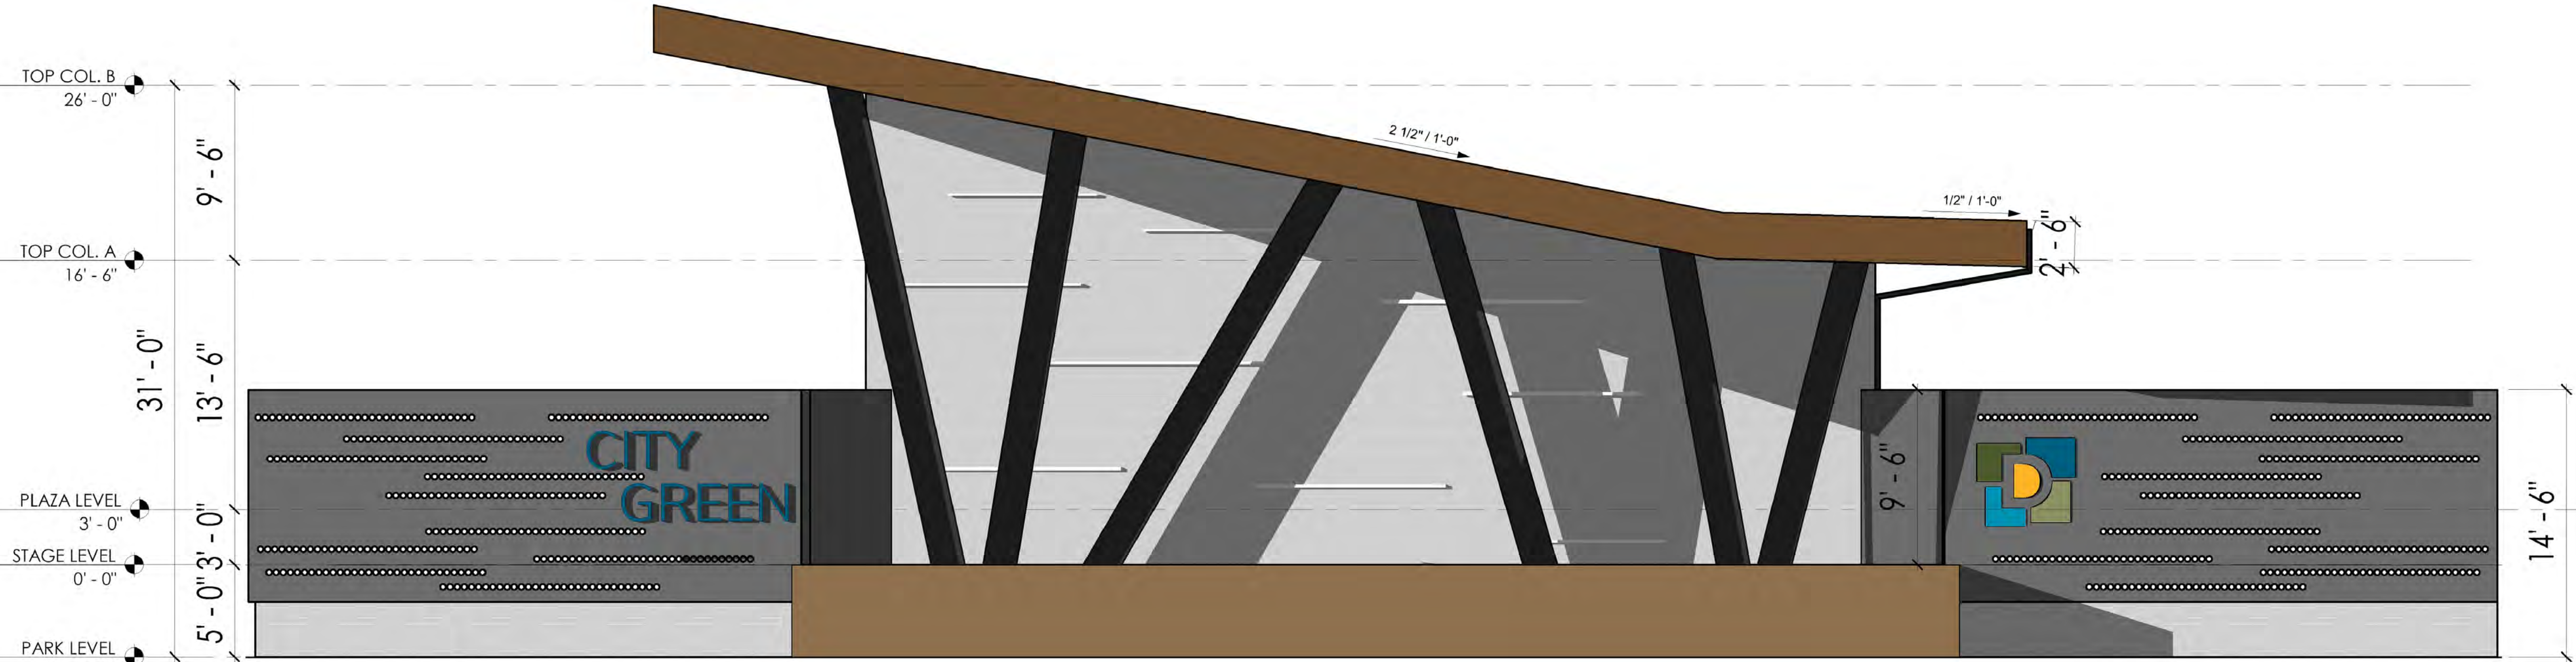 TOP COL. B
26' - 0"
9' - 6"
2 1/2" / 1'-0"
1/2" / 1'-0"
2' - 6"
TOP COL. A
16' - 6"
31' - 0"
13' - 6"
CITY
GREEN
9' - 6"
14' - 6"
PLAZA LEVEL
3' - 0"
3' - 0"
STAGE LEVEL
0' - 0"
5' - 0"
PARK LEVEL